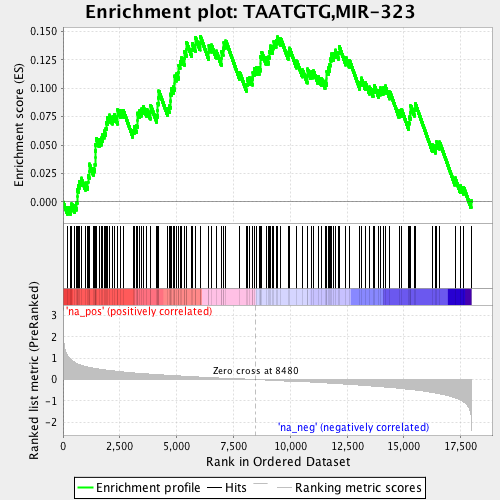 Enrichment plot: TAATGTG,MIR-323
Enrichment score (ES)
0.150
0.125
0.100
0.075
0.050
0.025
0.000
'na_pos' (positively correlated)
Ranked list metric (PreRanked)
3
2
1
0
-1
-2
Zero cross at 8480
'na_neg' (negatively correlated)
0
2,500
5,000
7,500
10,000
12,500
15,000
17,500
Rank in Ordered Dataset
Enrichment profile
Hits
Ranking metric scores